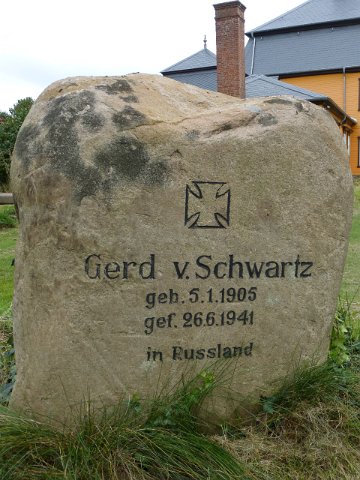 Gerd v. Schwartz
geb. 5.1.1905
gef. 26.6.1941
in Russland